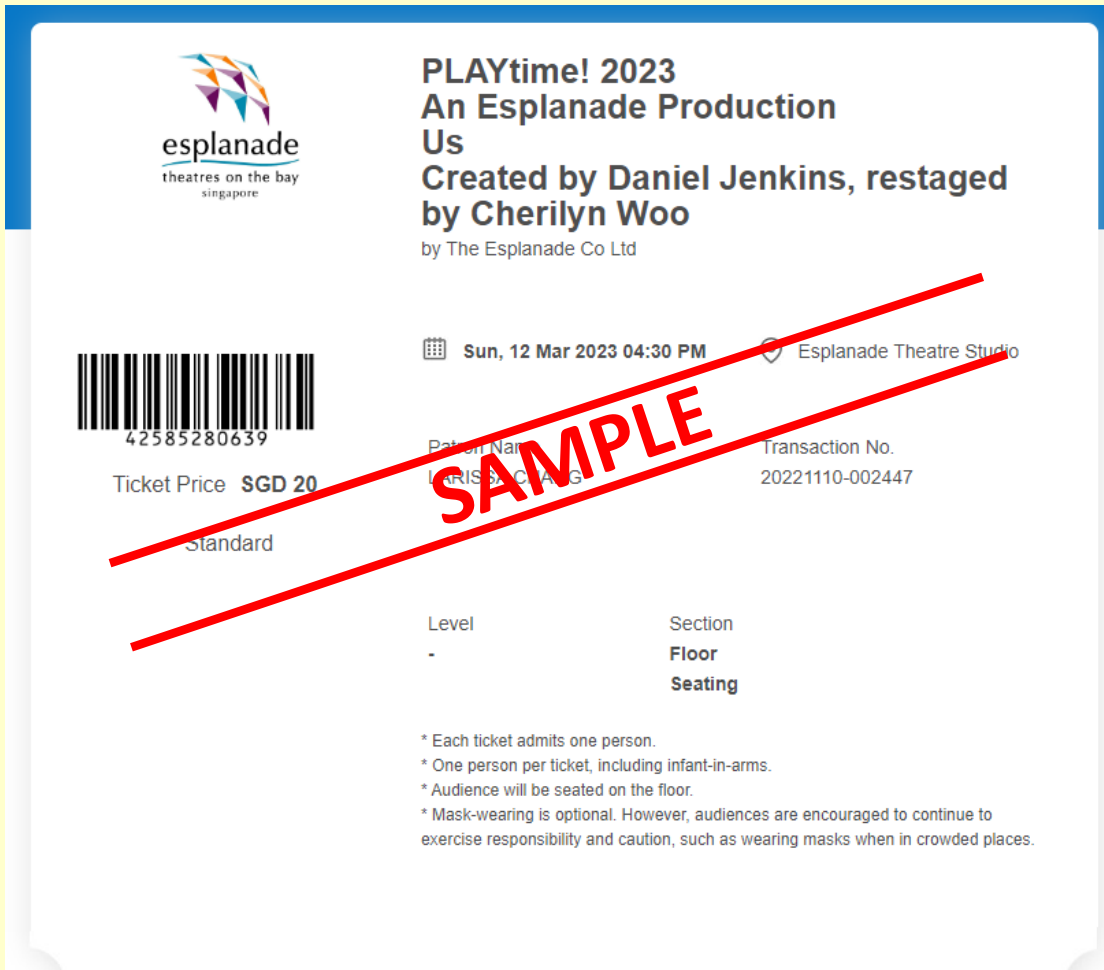 esplanade
theatres on the bay
singapore
PLAYtime! 2023
An Esplanade Production
Us
Created by Daniel Jenkins, restaged
by Cherilyn Woo
by The Esplanade Co Ltd
Sun, 12 Mar 2023 04:30 PM
Esplanade Theatre Studio
42585280639
Ticket Price SGD 20
Standard
SAMPLE
Patron Name
LARISSA
Transaction No.
20221110-002447
Level
-
Section
Floor
Seating
* Each ticket admits one person.
* One person per ticket, including infant-in-arms.
* Audience will be seated on the floor.
* Mask-wearing is optional. However, audiences are encouraged to continue to
exercise responsibility and caution, such as wearing masks when in crowded places.